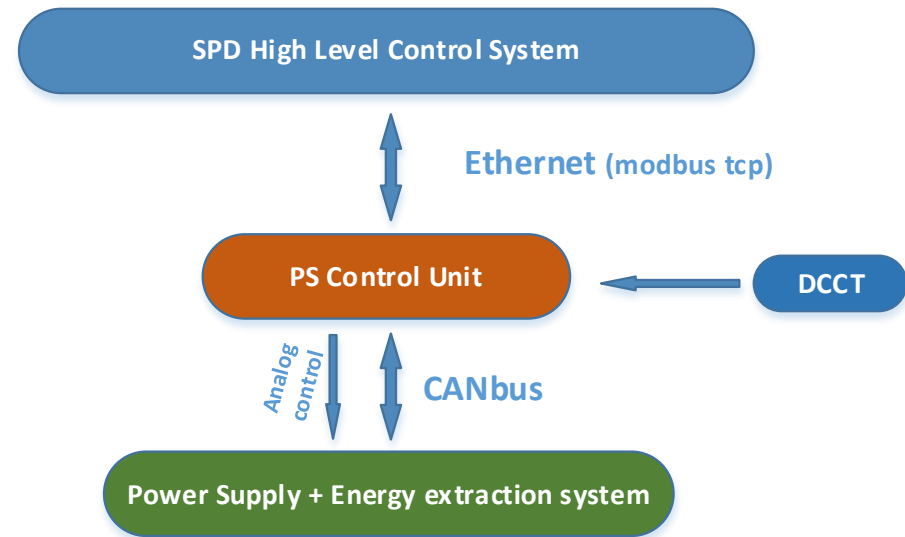 SPD High Level Control System
Ethernet (modbus tcp)
PS Control Unit
DCCT
Analog
control
CANbus
Power Supply + Energy extraction system